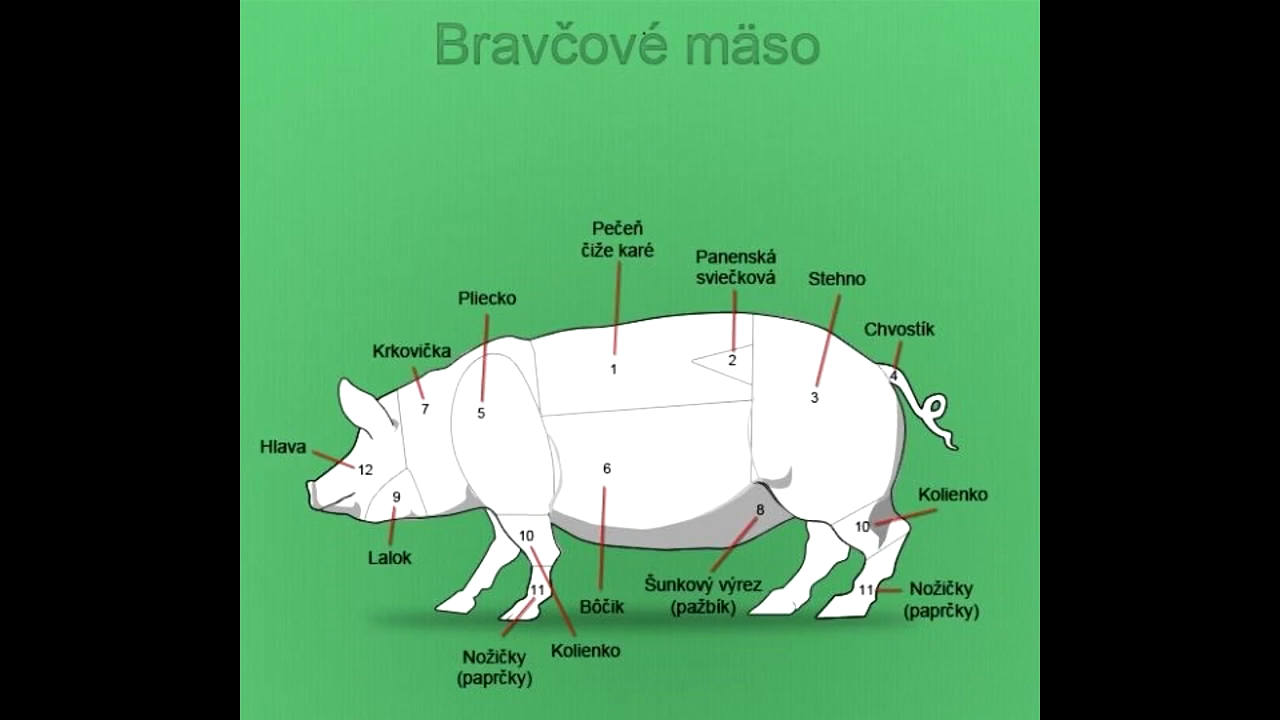 Bravčové mäso
Pečeň
čiže karé
Panenská
sviečková
Stehno
Pliecko
Chvostík
Krkovička
1
2
4
3
7
5
Hlava
12
6
9
Kolienko
8
10
10
Lalok
11
11
Šunkový výrez
(pažbík)
Nožičky
(paprčky)
Bôčik
Kolienko
Nožičky
(paprčky)